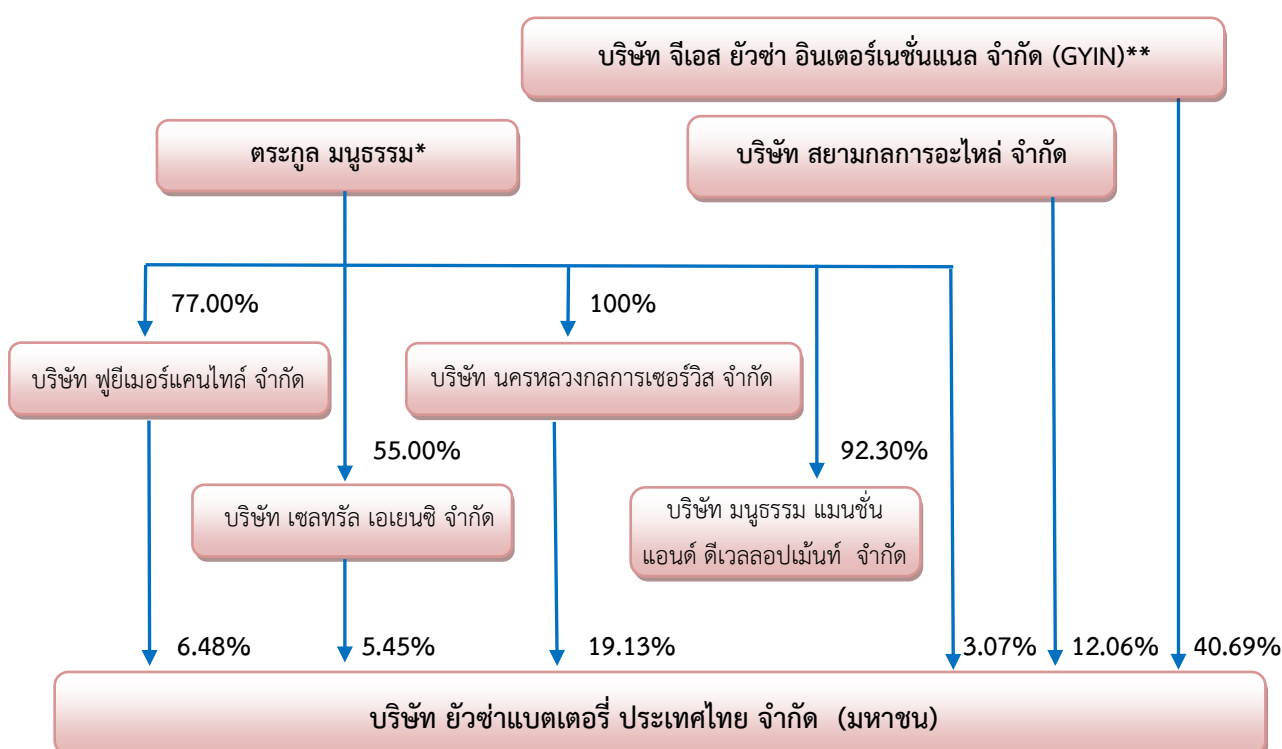 บริษัท จีเอส ยัวซ่า อินเตอร์เนชั่นแนล จำกัด (GYIN)**
ตระกูล มนูธรรม*
บริษัท สยามกลการอะไหล่ จำกัด
77.00%
100%
บริษัท ฟูยีเมอร์แคนไทล์ จำกัด
บริษัท นครหลวงกลการเซอร์วิส จำกัด
55.00%
92.30%
บริษัท เซลทรัล เอเยนซิ จำกัด
บริษัท มนูธรรม แมนชั่น
แอนด์ ดีเวลลอปเม้นท์ จำกัด
6.48%
5.45%
19.13%
3.07%
12.06%
40.69%
บริษัท ยัวซ่าแบตเตอรี่ ประเทศไทย จำกัด (มหาชน)